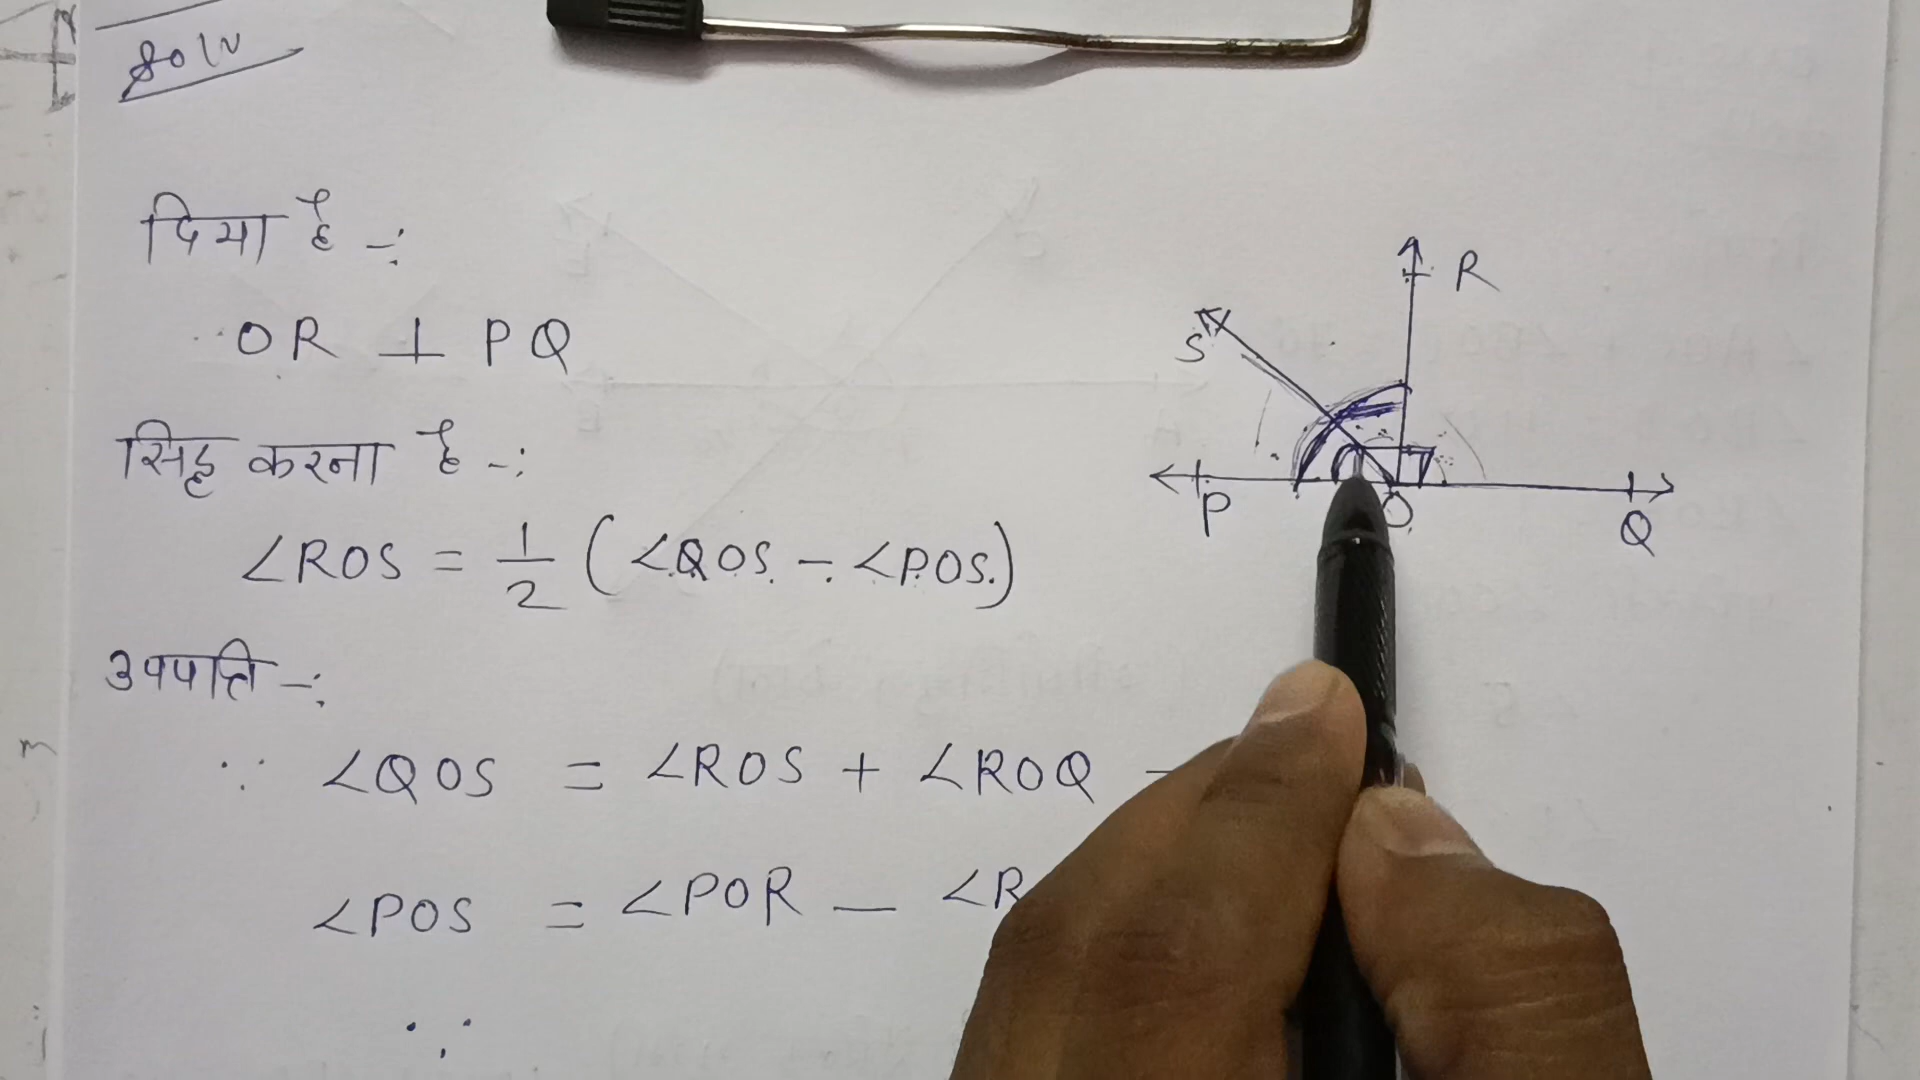 Soln
दिया है -:
OR ⊥ PQ
सिद्ध करना है -:
∠ROS = 1/2 (∠QOS - ∠POS)
उपपत्ति -:
∵ ∠QOS = ∠ROS + ∠ROQ -
∠POS = ∠POR - ∠R
∵
R
S
P
O
Q